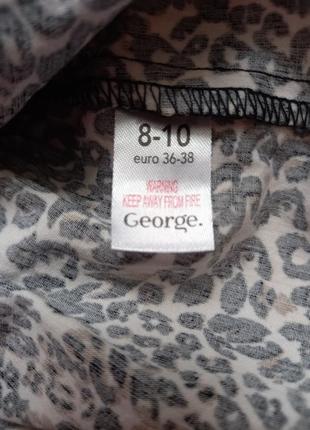 8-10
euro 36-38
WARNING
KEEP AWAY FROM FIRE
George.